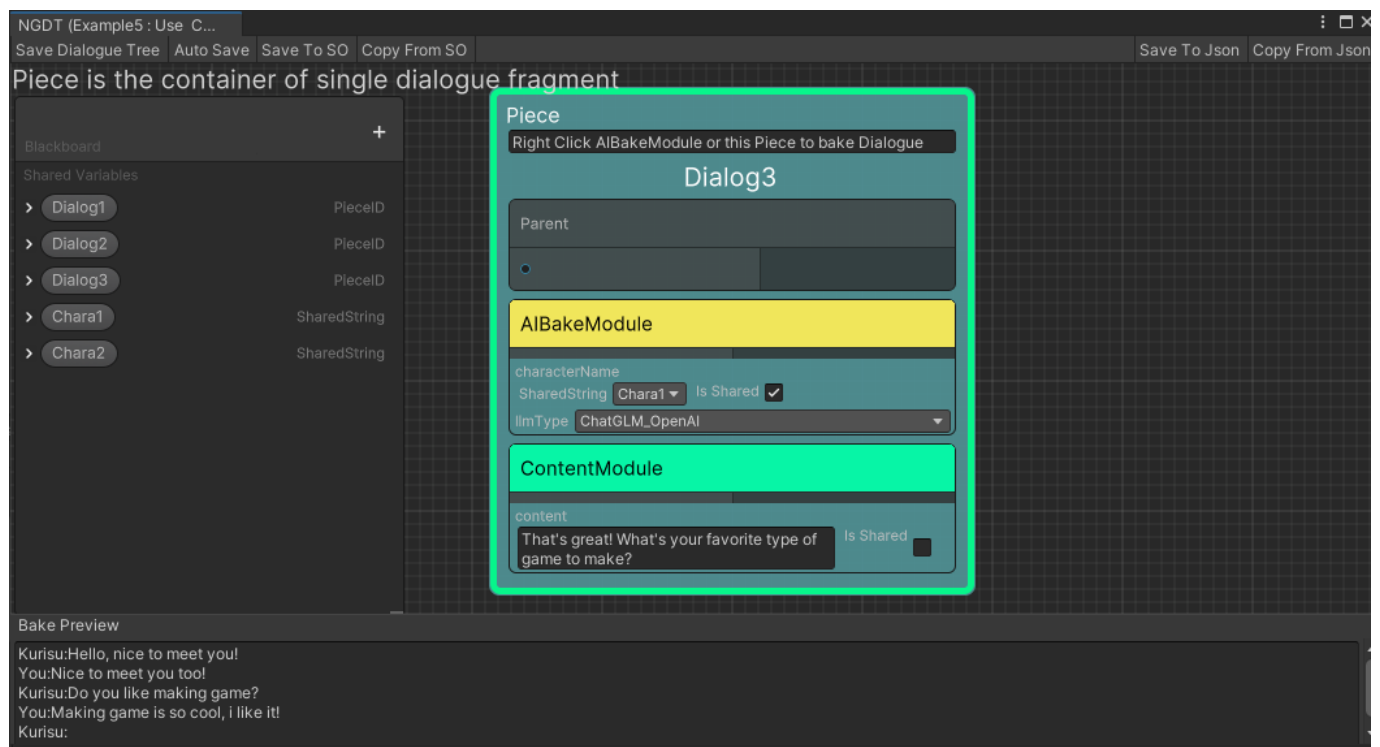 NGDT (Example5 : Use C...
Save Dialogue Tree Auto Save Save To SO Copy From SO Save To Json Copy From Json
Piece is the container of single dialogue fragment
Blackboard
Shared Variables
Dialog1 PieceID
Dialog2 PieceID
Dialog3 PieceID
Chara1 SharedString
Chara2 SharedString
Piece
Right Click AIBakeModule or this Piece to bake Dialogue
Dialog3
Parent
AIBakeModule
characterName
SharedString Chara1 Is Shared
llmType ChatGLM_OpenAI
ContentModule
content
That's great! What's your favorite type of
game to make?
Is Shared
Bake Preview
Kurisu:Hello, nice to meet you!
You:Nice to meet you too!
Kurisu:Do you like making game?
You:Making game is so cool, i like it!
Kurisu: